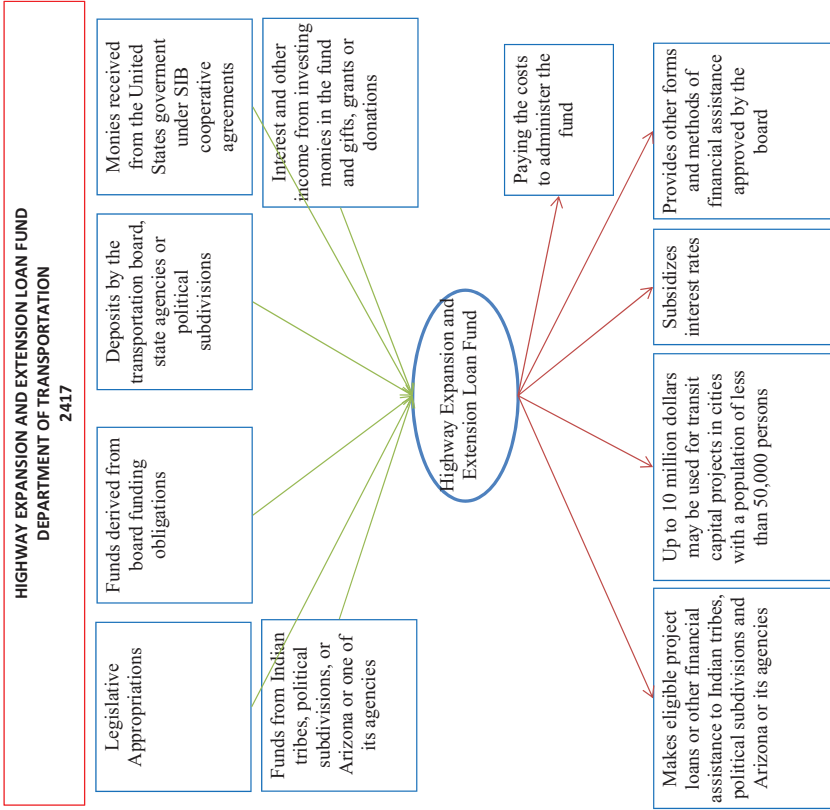 HIGHWAY EXPANSION AND EXTENSION LOAN FUND
DEPARTMENT OF TRANSPORTATION
2417
Legislative
Appropriations
Funds derived from
board funding
obligations
Deposits by the
transportation board,
state agencies or
political
subdivisions
Monies received
from the United
States goverment
under SIB
cooperative
agreements
Funds from Indian
tribes, political
subdivisions, or
Arizona or one of
its agencies
Interest and other
income from investing
monies in the fund
and gifts, grants or
donations
Highway Expansion and
Extension Loan Fund
Paying the costs
to administer the
fund
Makes eligible project
loans or other financial
assistance to Indian tribes,
political subdivisions and
Arizona or its agencies
Up to 10 million dollars
may be used for transit
capital projects in cities
with a population of less
than 50,000 persons
Subsidizes
interest rates
Provides other forms
and methods of
financial assistance
approved by the
board